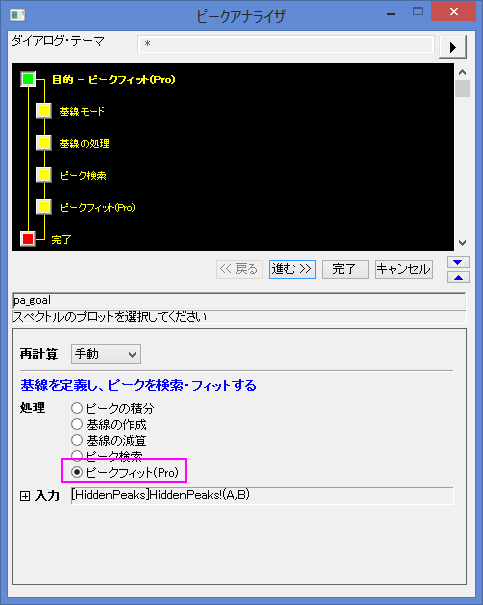 ピークアナライザ
ダイアログ・テーマ
*
目的 - ピークフィット(Pro)
基線モード
基線の処理
ピーク検索
ピークフィット(Pro)
完了
<< 戻る 進む >> 完了 キャンセル
pa_goal
スペクトルのプロットを選択してください
再計算 手動
基線を定義し、ピークを検索・フィットする
処理 ピークの積分
基線の作成
基線の減算
ピーク検索
ピークフィット(Pro)
入力 [HiddenPeaks]HiddenPeaks!(A,B)